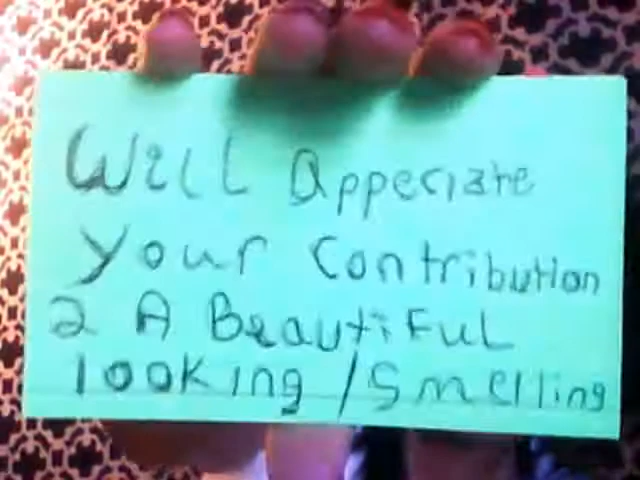 Will Appeciate
Your Contribution
2 A Beautiful
looking/Smelling